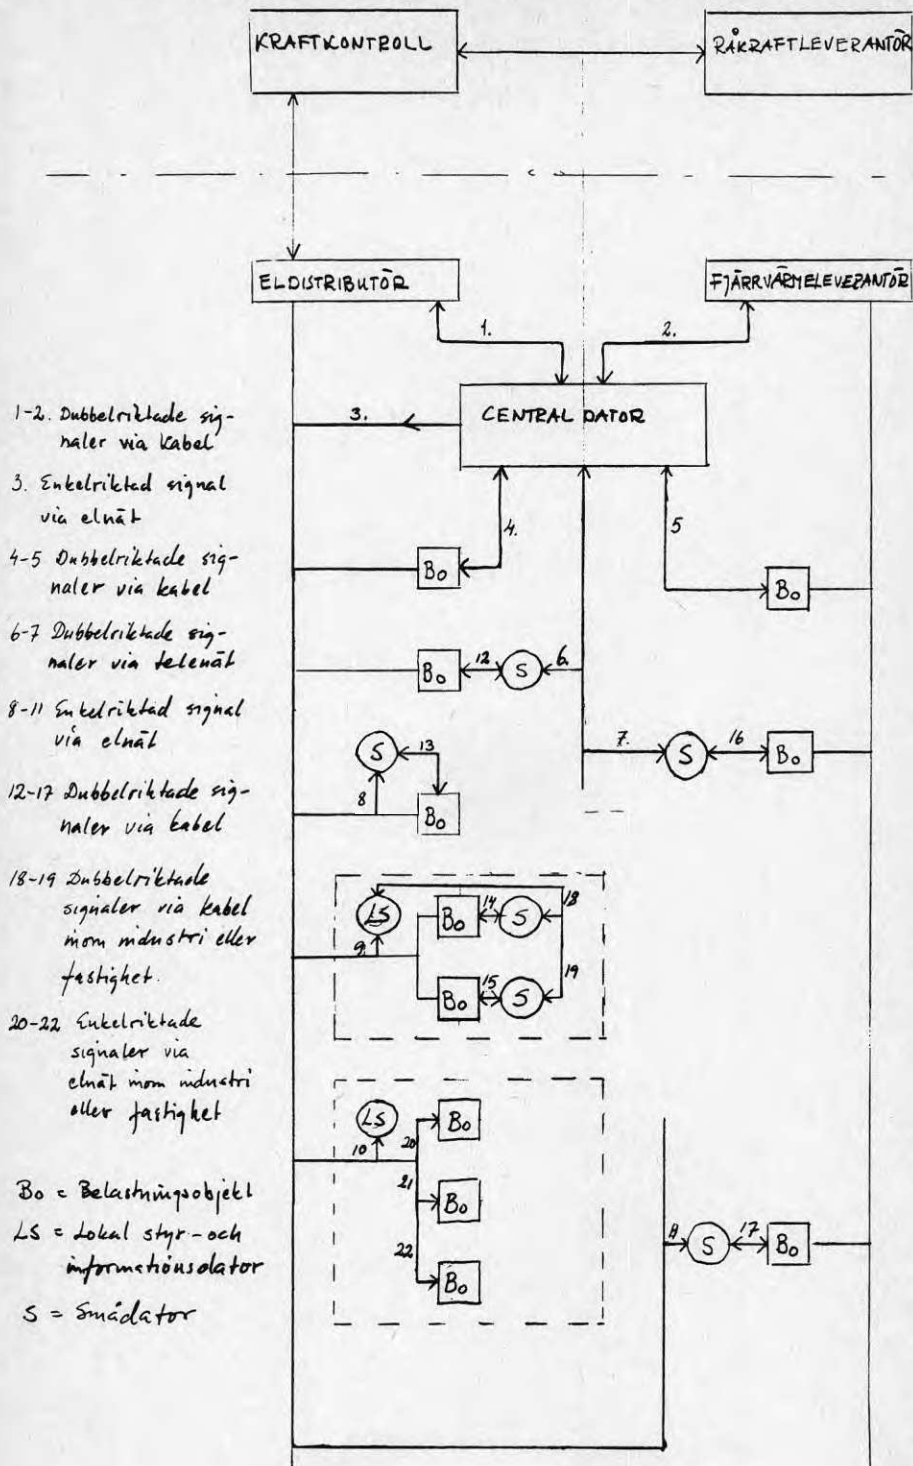 KRAFTKONTROLL
RÅKRAFTLEVERANTÖR
ELDISTRIBUTÖR
FJÄRRVÄRMELEVERANTÖR
1.
2.
3.
CENTRAL DATOR
4.
5
Bo
Bo
Bo
12
S
6.
S
13
7.
S
16
Bo
8
Bo
LS
Bo
14
S
18
9.
Bo
15
S
19
LS
Bo
10
20
21
Bo
22
Bo
11
S
17
Bo
1-2. Dubbelriktade sig-
naler via kabel
3. Enkelriktad signal
via elnät
4-5 Dubbelriktade sig-
naler via kabel
6-7 Dubbelriktade sig-
naler via telenät
8-11 Enkelriktad signal
via elnät
12-17 Dubbelriktade sig-
naler via kabel
18-19 Dubbelriktade
signaler via kabel
inom industri eller
fastighet.
20-22 Enkelriktade
signaler via
elnät inom industri
eller fastighet
Bo = Belastningsobjekt
LS = Lokal styr- och
informationsdator
S = Smådator